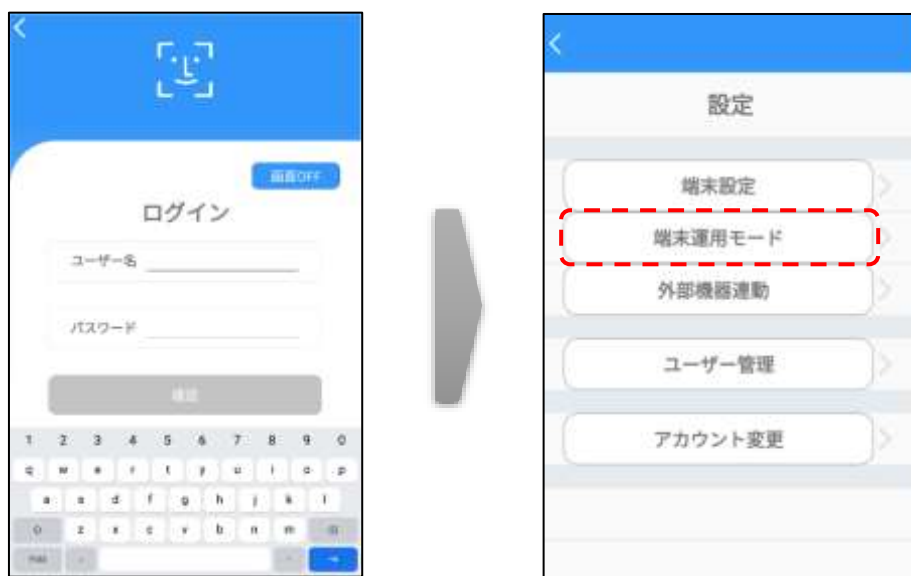 画面OFF
ログイン
ユーザー名
パスワード
確認
1 2 3 4 5 6 7 8 9 0
q w e r t y u i o p
a s d f g h j k l
z x c v b n m
設定
端末設定
端末運用モード
外部機器連動
ユーザー管理
アカウント変更